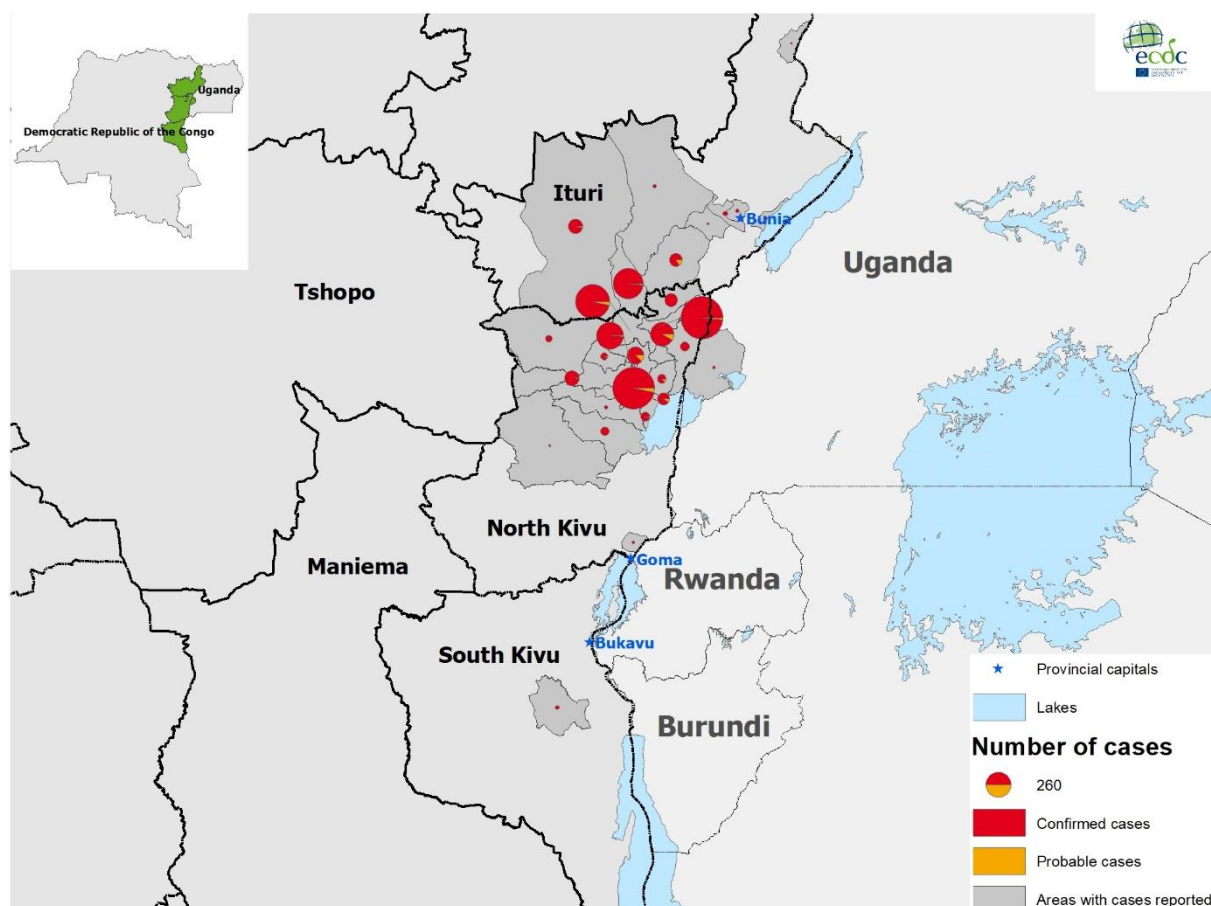 Uganda
Democratic Republic of the Congo
ecdc
Ituri
Bunia
Uganda
Tshopo
North Kivu
Goma
Maniema
Rwanda
Bukavu
South Kivu
Burundi
Provincial capitals
Lakes
Number of cases
260
Confirmed cases
Probable cases
Areas with cases reported